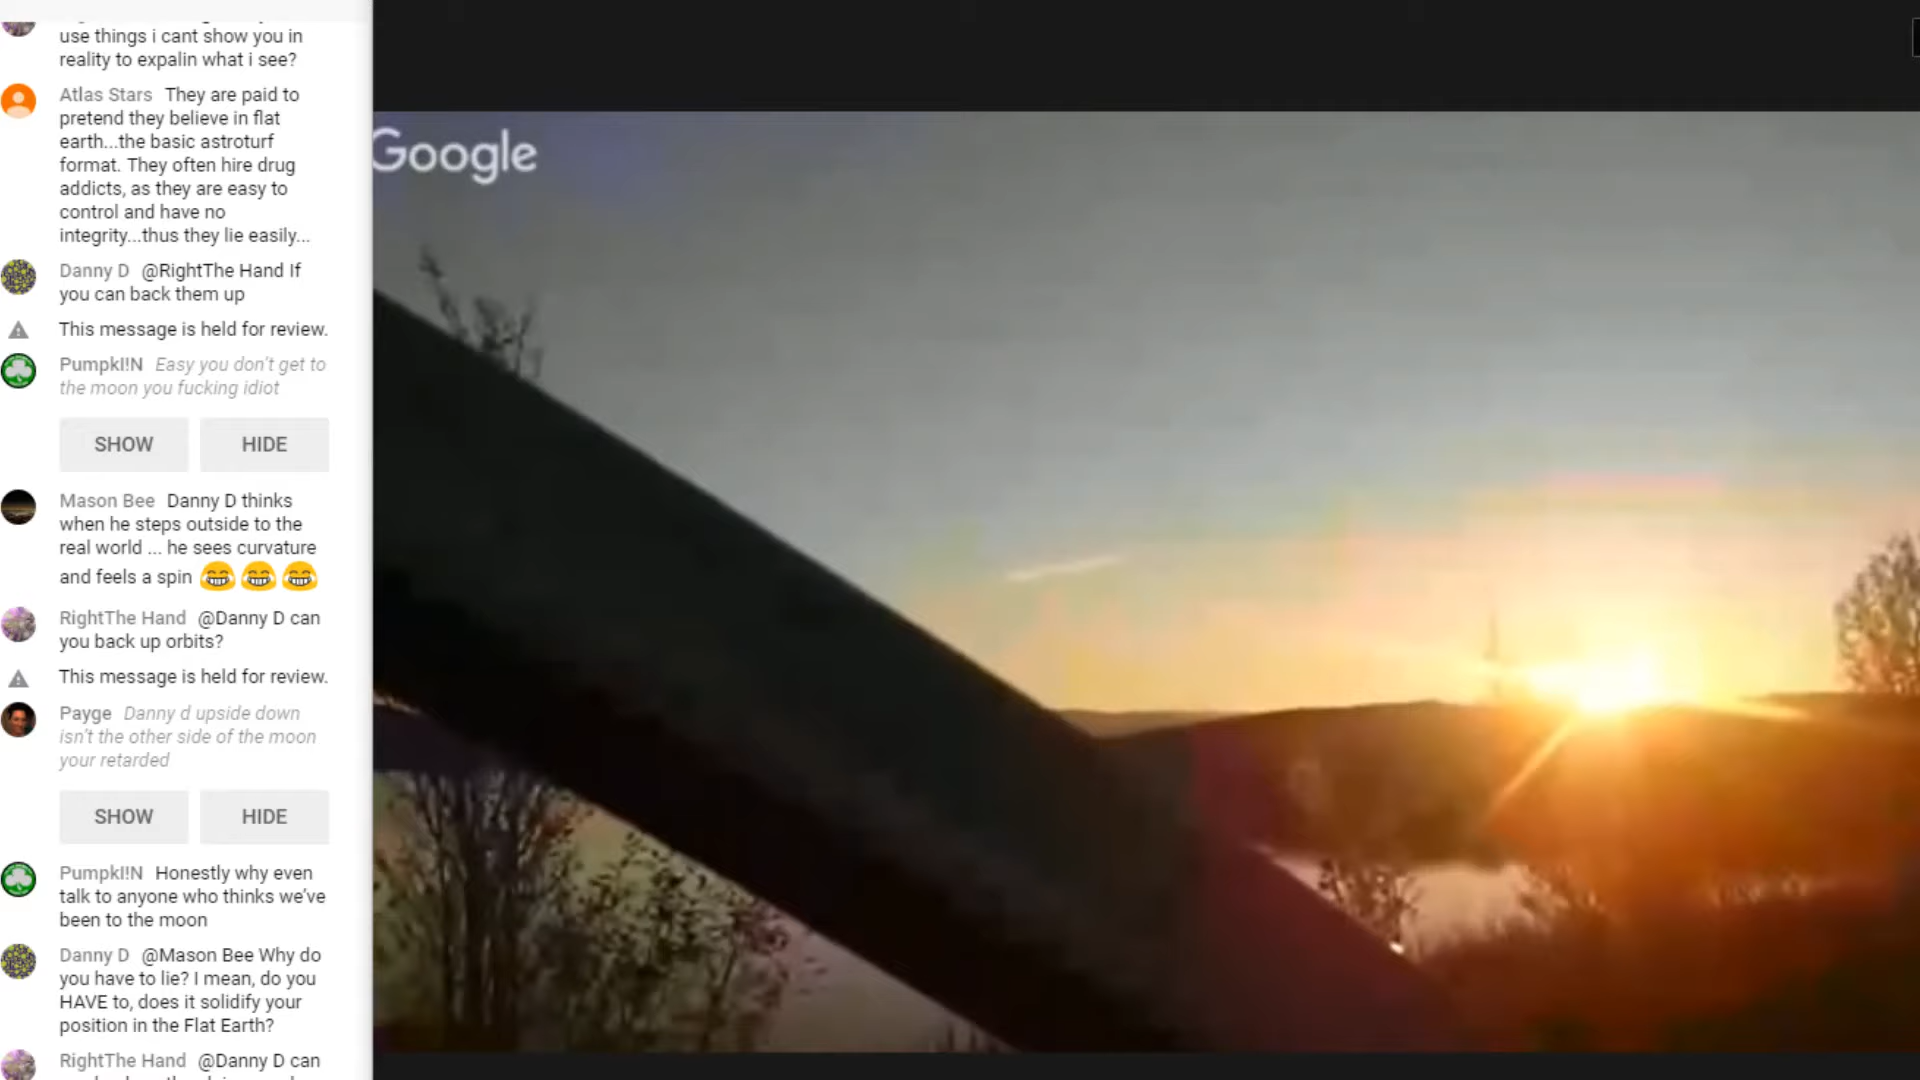 use things i cant show you in
reality to expalin what i see?
Atlas Stars They are paid to
pretend they believe in flat
earth...the basic astroturf
format. They often hire drug
addicts, as they are easy to
control and have no
integrity...thus they lie easily...
Danny D @RightThe Hand If
you can back them up
This message is held for review.
PumpkI!N Easy you don't get to
the moon you fucking idiot
SHOW HIDE
Mason Bee Danny D thinks
when he steps outside to the
real world ... he sees curvature
and feels a spin 😂 😂 😂
RightThe Hand @Danny D can
you back up orbits?
This message is held for review.
Payge Danny d upside down
isn't the other side of the moon
your retarded
SHOW HIDE
PumpkI!N Honestly why even
talk to anyone who thinks we've
been to the moon
Danny D @Mason Bee Why do
you have to lie? I mean, do you
HAVE to, does it solidify your
position in the Flat Earth?
RightThe Hand @Danny D can
Google